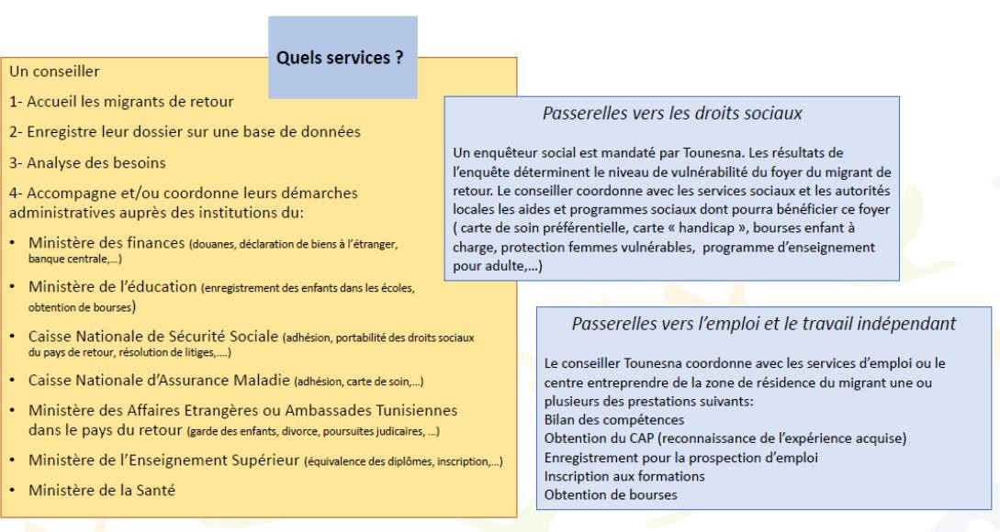 Quels services ?
Un conseiller
1- Accueil les migrants de retour
2- Enregistre leur dossier sur une base de données
3- Analyse des besoins
4- Accompagne et/ou coordonne leurs démarches
administratives auprès des institutions du:
• Ministère des finances (douanes, déclaration de biens à l'étranger,
banque centrale,...)
• Ministère de l'éducation (enregistrement des enfants dans les écoles,
obtention de bourses)
• Caisse Nationale de Sécurité Sociale (adhésion, portabilité des droits sociaux
du pays de retour, résolution de litiges,....)
• Caisse Nationale d'Assurance Maladie (adhésion, carte de soin,...)
• Ministère des Affaires Etrangères ou Ambassades Tunisiennes
dans le pays du retour (garde des enfants, divorce, poursuites judicaires, ...)
• Ministère de l'Enseignement Supérieur (équivalence des diplômes, inscription,...)
• Ministère de la Santé
Passerelles vers les droits sociaux
Un enquêteur social est mandaté par Tounesna. Les résultats de
l'enquête déterminent le niveau de vulnérabilité du foyer du migrant de
retour. Le conseiller coordonne avec les services sociaux et les autorités
locales les aides et programmes sociaux dont pourra bénéficier ce foyer
( carte de soin préférentielle, carte « handicap », bourses enfant à
charge, protection femmes vulnérables, programme d'enseignement
pour adulte,...)
Passerelles vers l'emploi et le travail indépendant
Le conseiller Tounesna coordonne avec les services d'emploi ou le
centre entreprendre de la zone de résidence du migrant une ou
plusieurs des prestations suivants:
Bilan des compétences
Obtention du CAP (reconnaissance de l'expérience acquise)
Enregistrement pour la prospection d'emploi
Inscription aux formations
Obtention de bourses